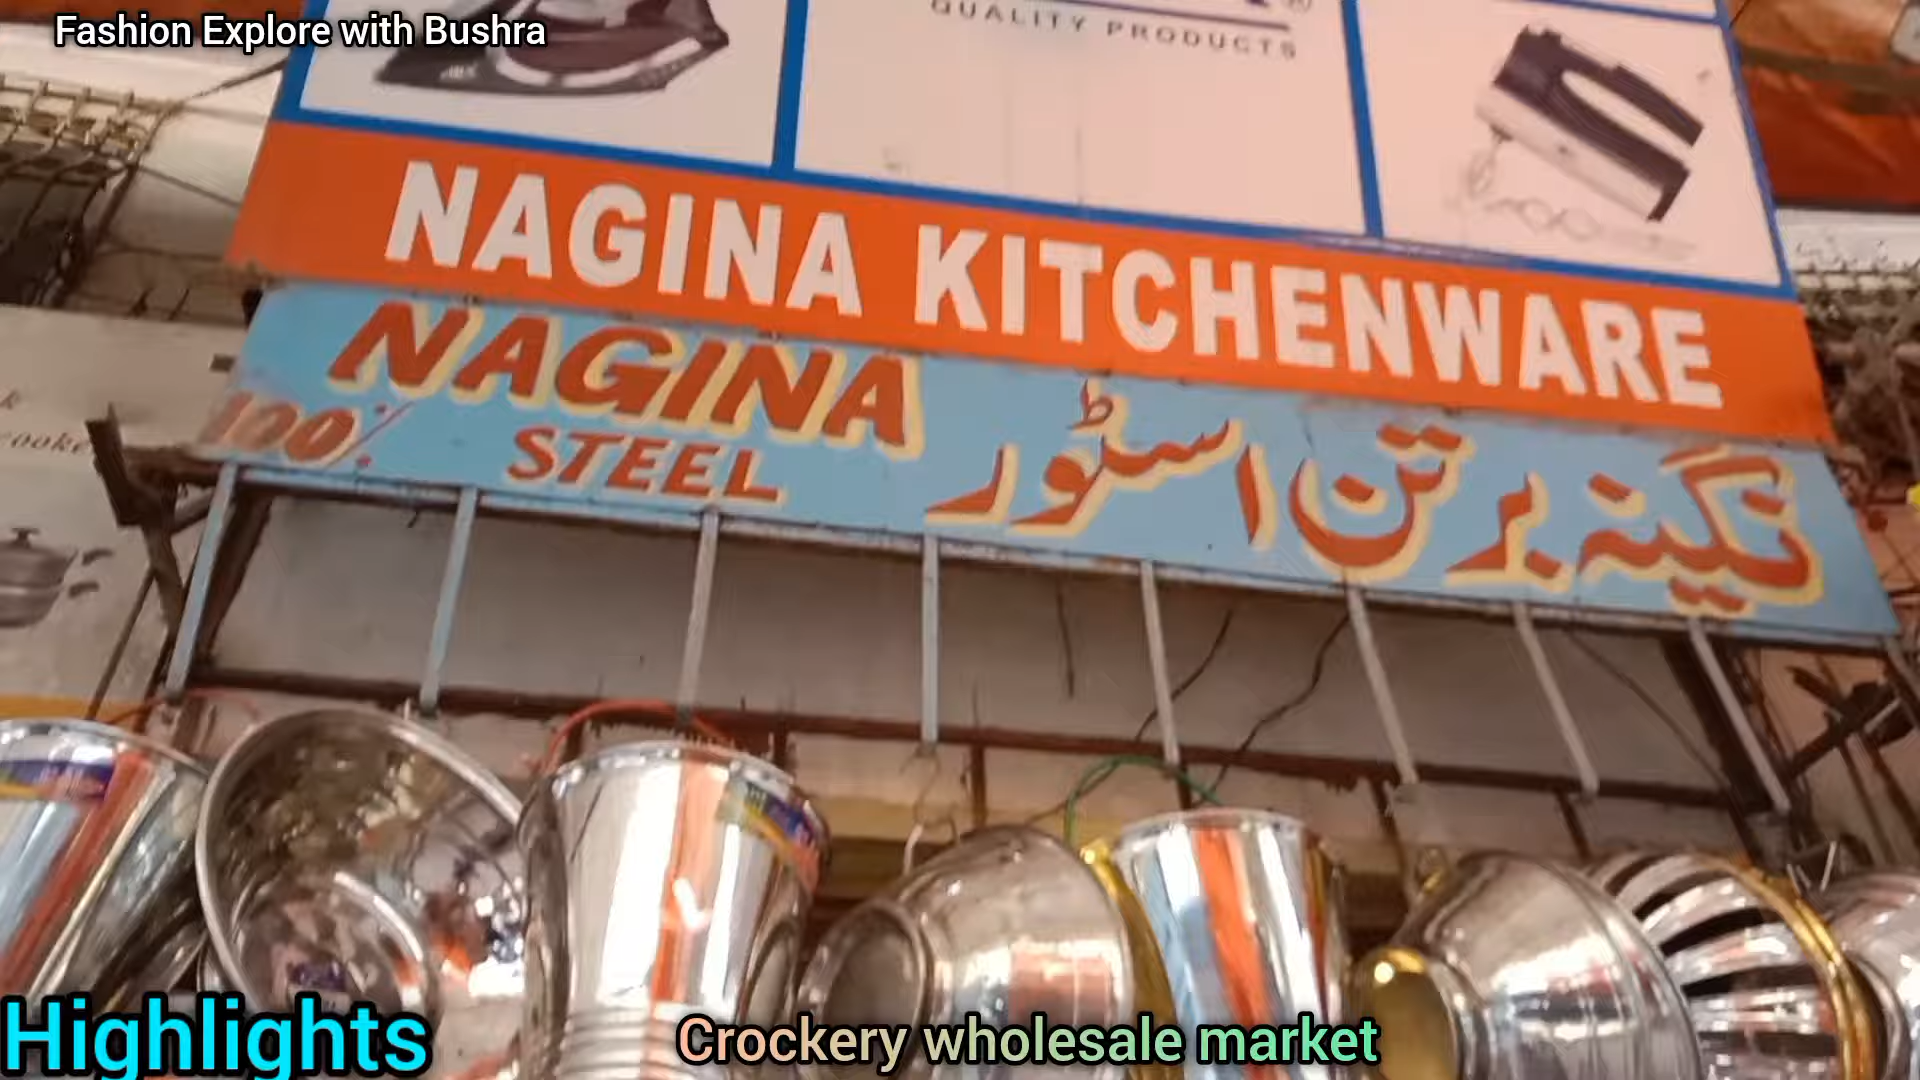 Fashion Explore with Bushra
QUALITY PRODUCTS
NAGINA KITCHENWARE
NAGINA
100% STEEL
نگینہ برتن اسٹور
Highlights
Crockery wholesale market